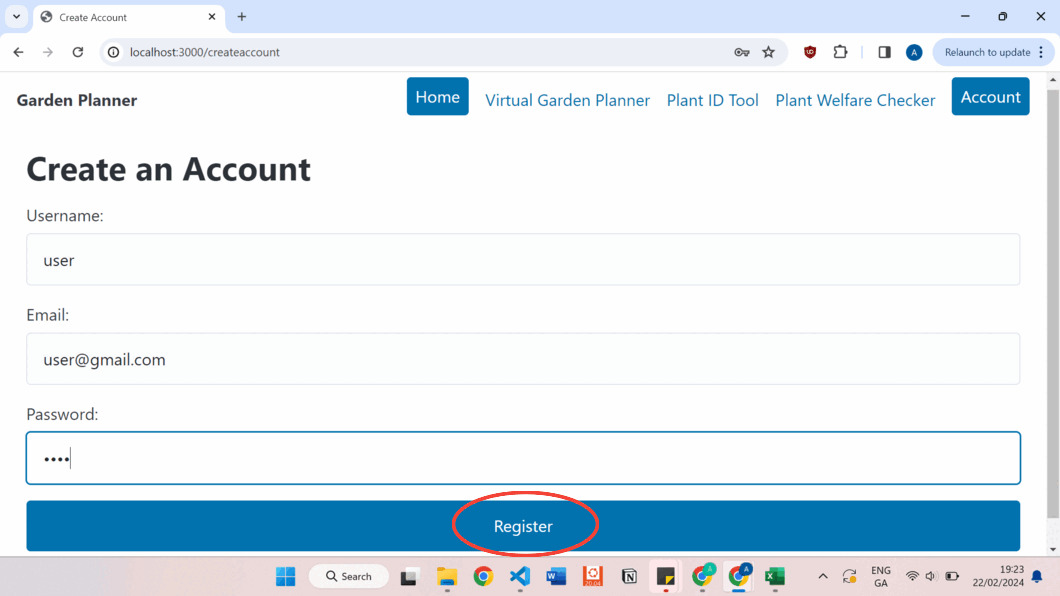 Create Account
localhost:3000/createaccount
Relaunch to update
Garden Planner
Home
Virtual Garden Planner
Plant ID Tool
Plant Welfare Checker
Account
Create an Account
Username:
user
Email:
user@gmail.com
Password:
••••
Register
Search
ENG
GA
19:23
22/02/2024